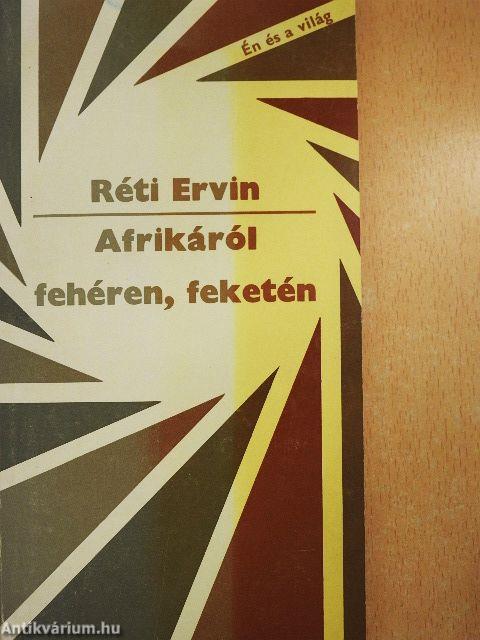 Én és a világ
Réti Ervin
Afrikáról
fehéren, feketén
Antikvárium.hu